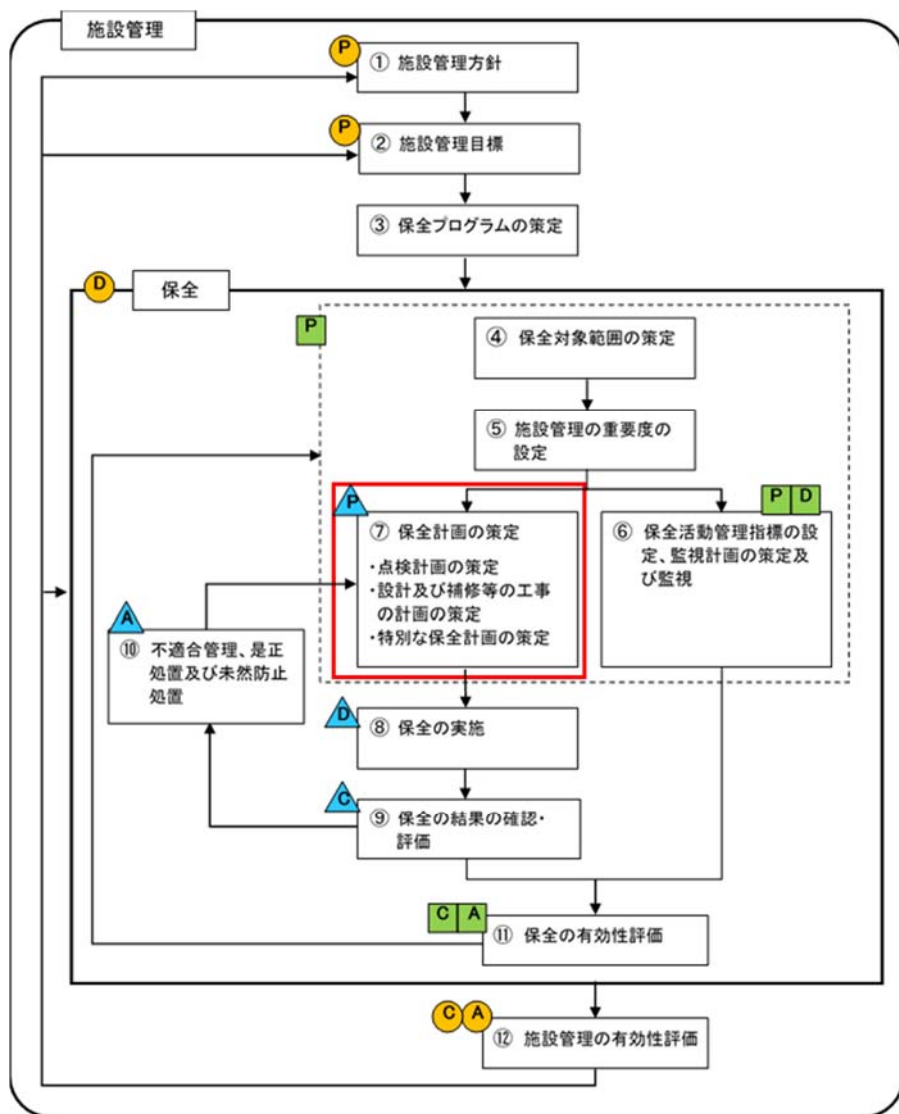 施設管理
P
① 施設管理方針
P
② 施設管理目標
③ 保全プログラムの策定
D
保全
P
④ 保全対象範囲の策定
⑤ 施設管理の重要度の
設定
P
⑦ 保全計画の策定
・点検計画の策定
・設計及び補修等の工事
の計画の策定
・特別な保全計画の策定
P D
⑥ 保全活動管理指標の設
定、監視計画の策定及
び監視
A
⑩ 不適合管理、是正
処置及び未然防止
処置
D
⑧ 保全の実施
C
⑨ 保全の結果の確認・
評価
C A
⑪ 保全の有効性評価
C A
⑫ 施設管理の有効性評価